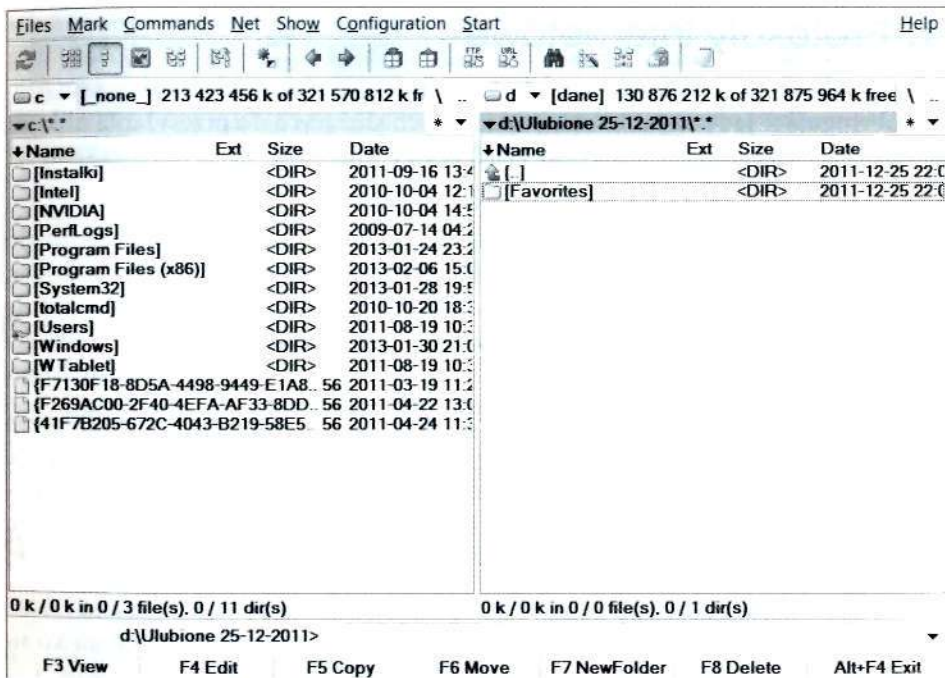 Files Mark Commands Net Show Configuration Start Help
FTP URL
c [_none_] 213 423 456 k of 321 570 812 k fr \ ..
c:\*.* * ▼
Name Ext Size Date
[Instalki] <DIR> 2011-09-16 13:4
[Intel] <DIR> 2010-10-04 12:1
[NVIDIA] <DIR> 2010-10-04 14:5
[PerfLogs] <DIR> 2009-07-14 04:2
[Program Files] <DIR> 2013-01-24 23:2
[Program Files (x86)] <DIR> 2013-02-06 15:0
[System32] <DIR> 2013-01-28 19:5
[totalcmd] <DIR> 2010-10-20 18:3
[Users] <DIR> 2011-08-19 10:3
[Windows] <DIR> 2013-01-30 21:0
[WTablet] <DIR> 2011-08-19 10:3
{F7130F18-8D5A-4498-9449-E1A8.. 56 2011-03-19 11:2
{F269AC00-2F40-4EFA-AF33-8DD.. 56 2011-04-22 13:0
{41F7B205-672C-4043-B219-58E5.. 56 2011-04-24 11:3
0 k / 0 k in 0 / 3 file(s), 0 / 11 dir(s)
d [dane] 130 876 212 k of 321 875 964 k free \ ..
d:\Ulubione 25-12-2011\*.* * ▼
Name Ext Size Date
[..] <DIR> 2011-12-25 22:0
[Favorites] <DIR> 2011-12-25 22:0
0 k / 0 k in 0 / 0 file(s), 0 / 1 dir(s)
d:\Ulubione 25-12-2011>
F3 View F4 Edit F5 Copy F6 Move F7 NewFolder F8 Delete Alt+F4 Exit